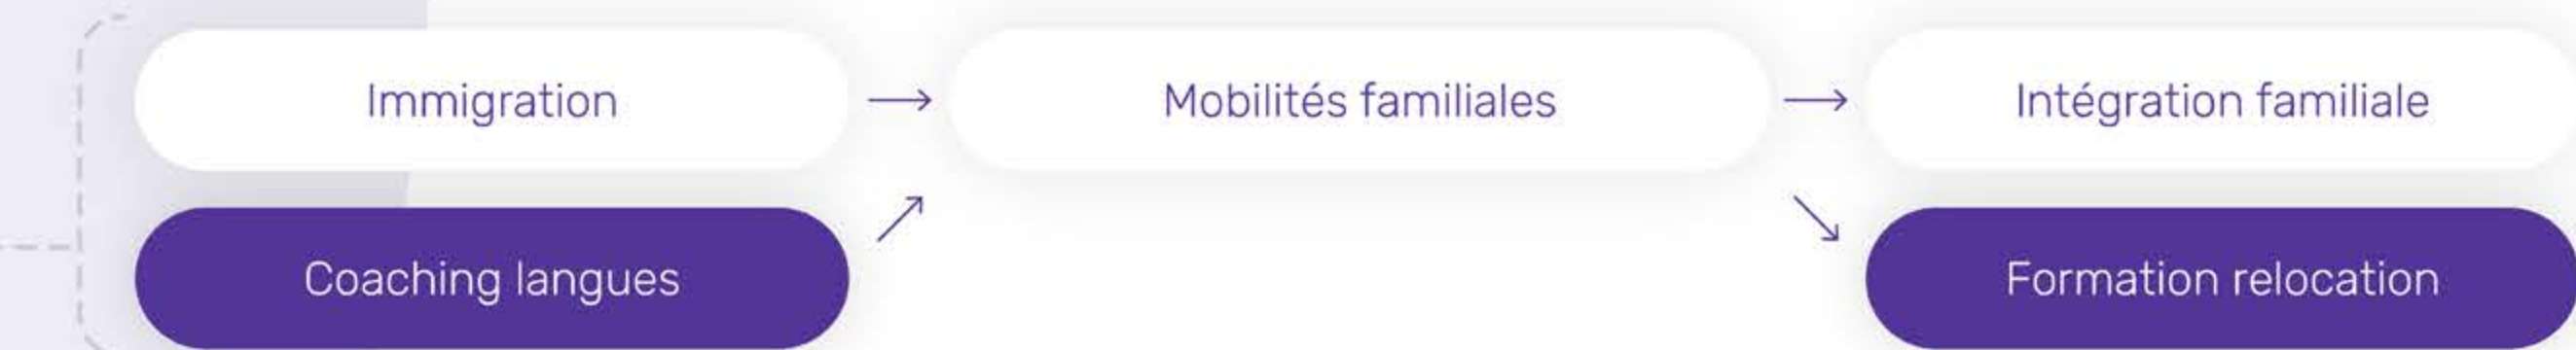 Immigration
Mobilités familiales
Intégration familiale
Coaching langues
Formation relocation